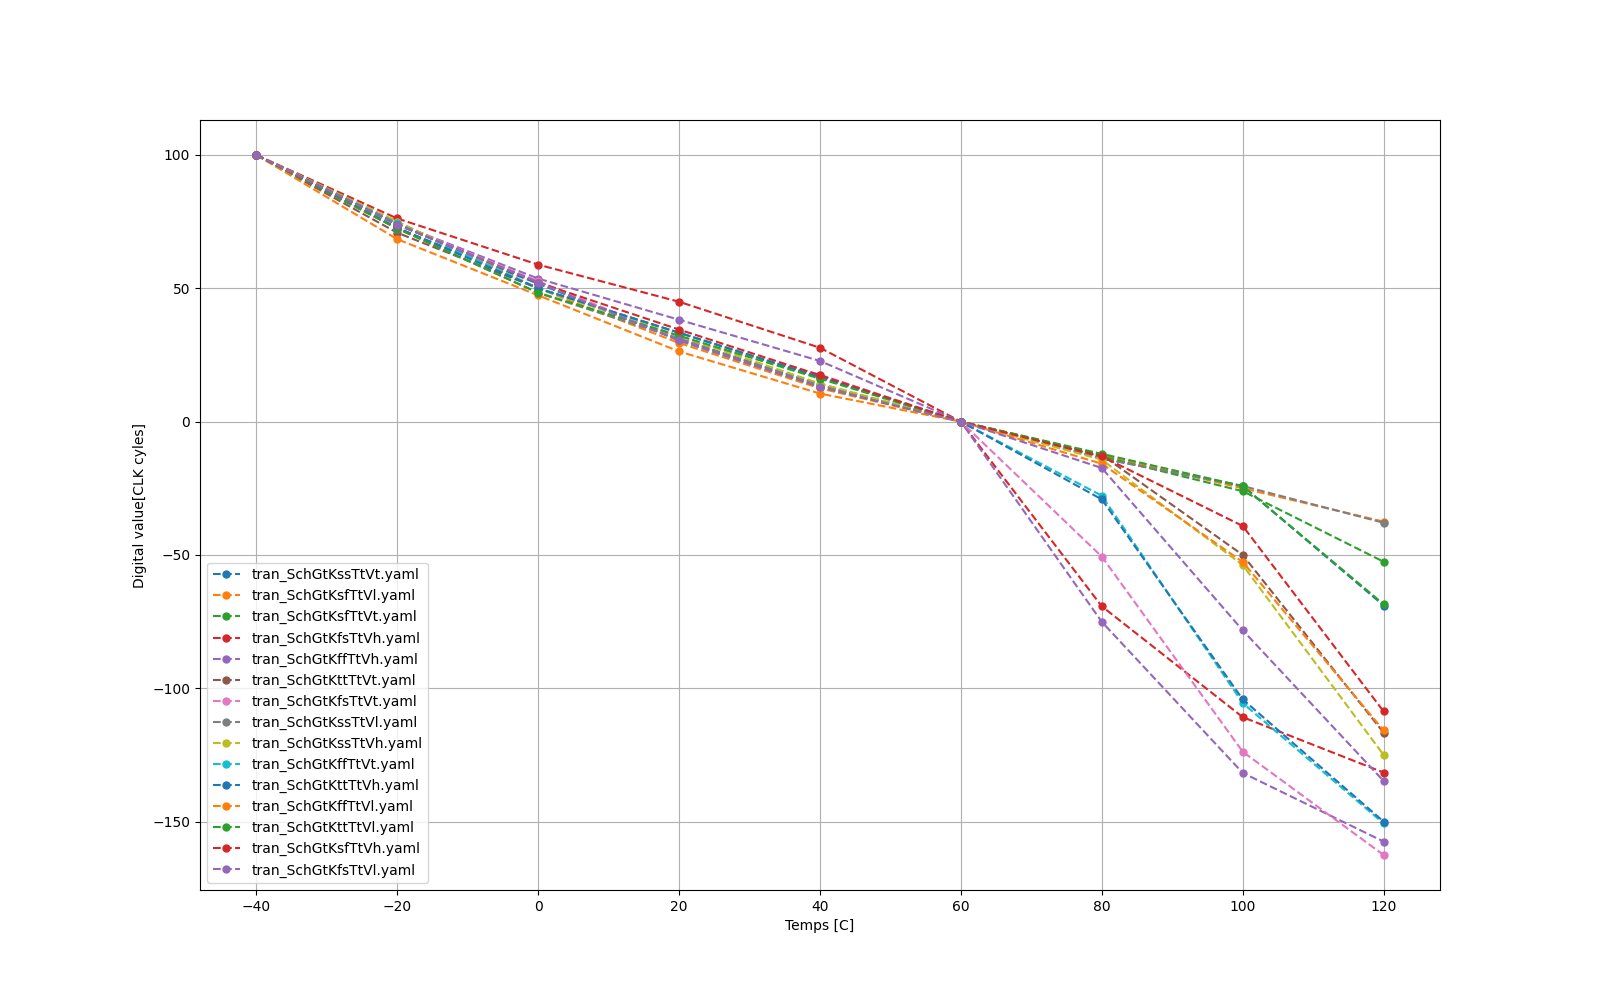 100
50
0
−50
−100
−150
Digital value[CLK cyles]
tran_SchGtKssTtVt.yaml
tran_SchGtKsfTtVl.yaml
tran_SchGtKsfTtVt.yaml
tran_SchGtKfsTtVh.yaml
tran_SchGtKffTtVh.yaml
tran_SchGtKttTtVt.yaml
tran_SchGtKfsTtVt.yaml
tran_SchGtKssTtVl.yaml
tran_SchGtKssTtVh.yaml
tran_SchGtKffTtVt.yaml
tran_SchGtKttTtVh.yaml
tran_SchGtKffTtVl.yaml
tran_SchGtKttTtVl.yaml
tran_SchGtKsfTtVh.yaml
tran_SchGtKfsTtVl.yaml
−40 −20 0 20 40 60 80 100 120
Temps [C]